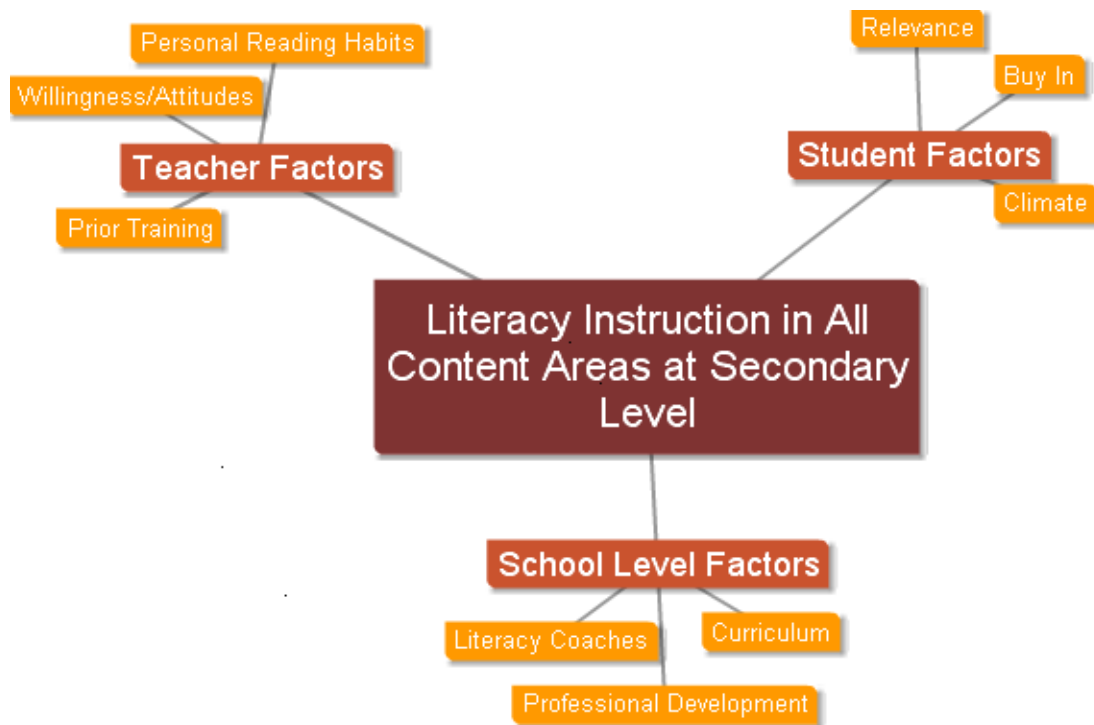 Personal Reading Habits
Willingness/Attitudes
Teacher Factors
Prior Training
Relevance
Buy In
Student Factors
Climate
Literacy Instruction in All
Content Areas at Secondary
Level
School Level Factors
Literacy Coaches
Curriculum
Professional Development